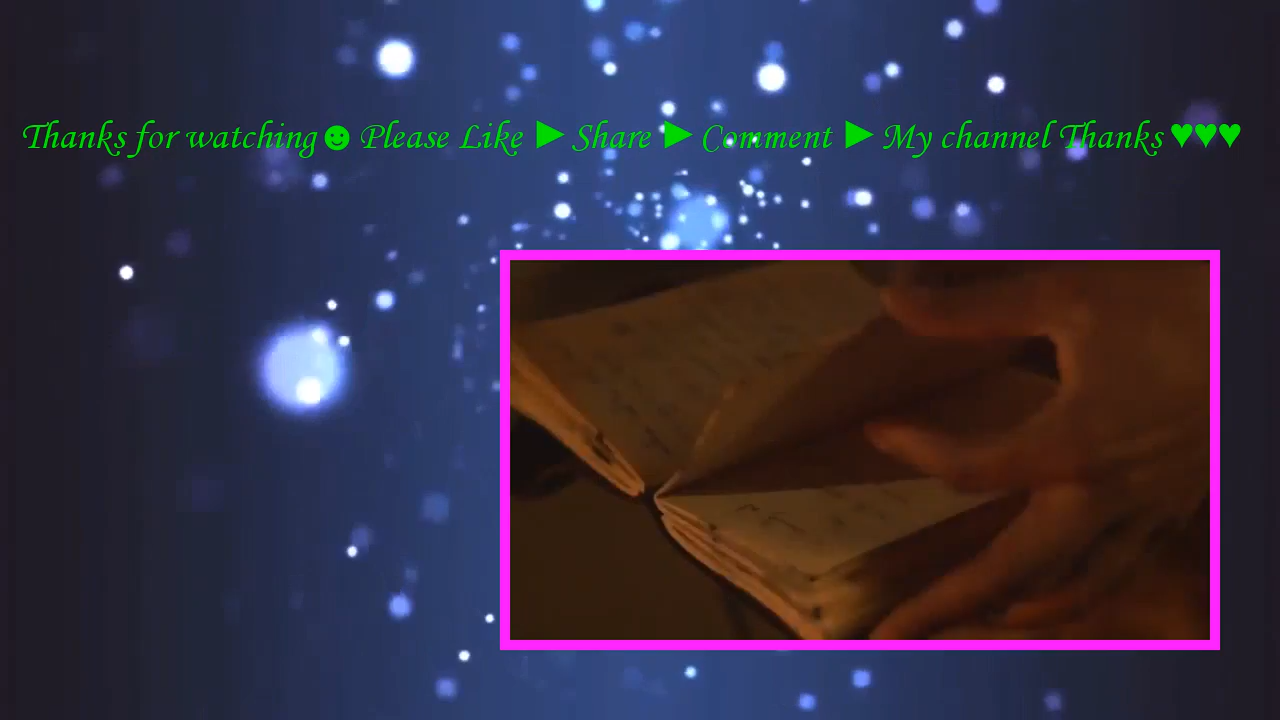 Thanks for watching☻Please Like ► Share ► Comment ► My channel Thanks ♥♥♥